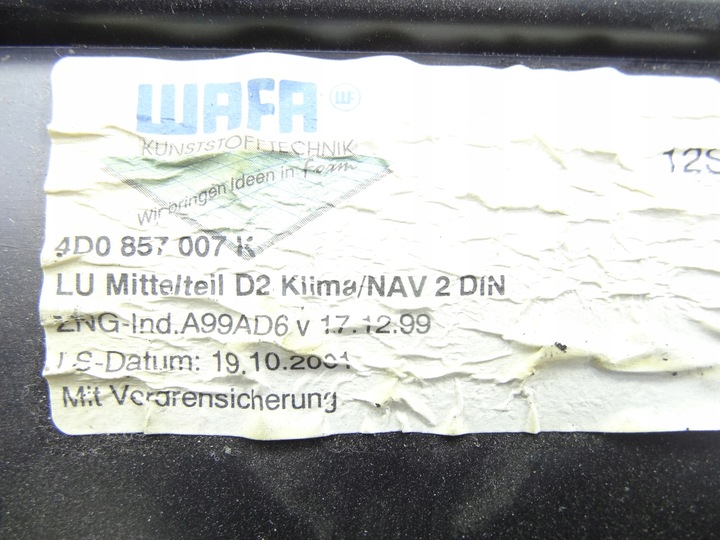 WAFA
KUNSTSTOFFTECHNIK
Wir bringen Ideen in Form
12S
4D0 857 007 K
LU Mittelteil D2 Klima/NAV 2 DIN
ZNG-Ind.A99AD6 v 17.12.99
LS-Datum: 19.10.2001
Mit